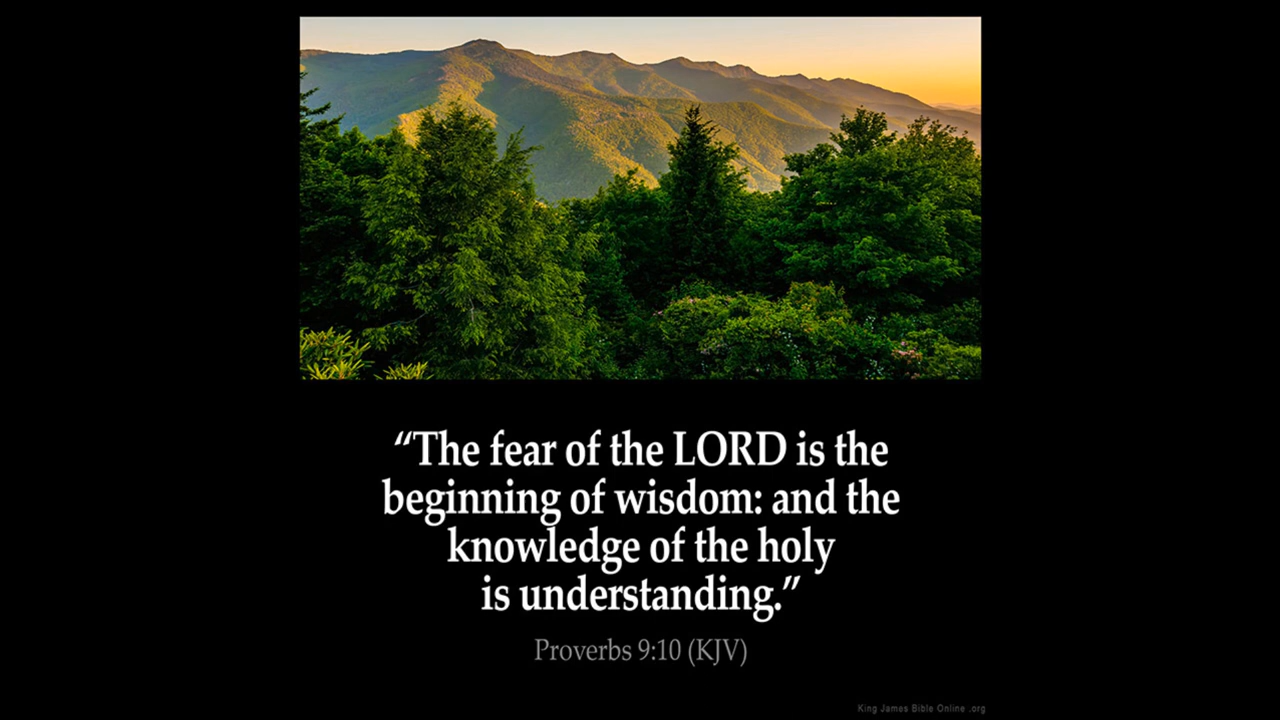 “The fear of the LORD is the
beginning of wisdom: and the
knowledge of the holy
is understanding.”
Proverbs 9:10 (KJV)
King James Bible Online .org